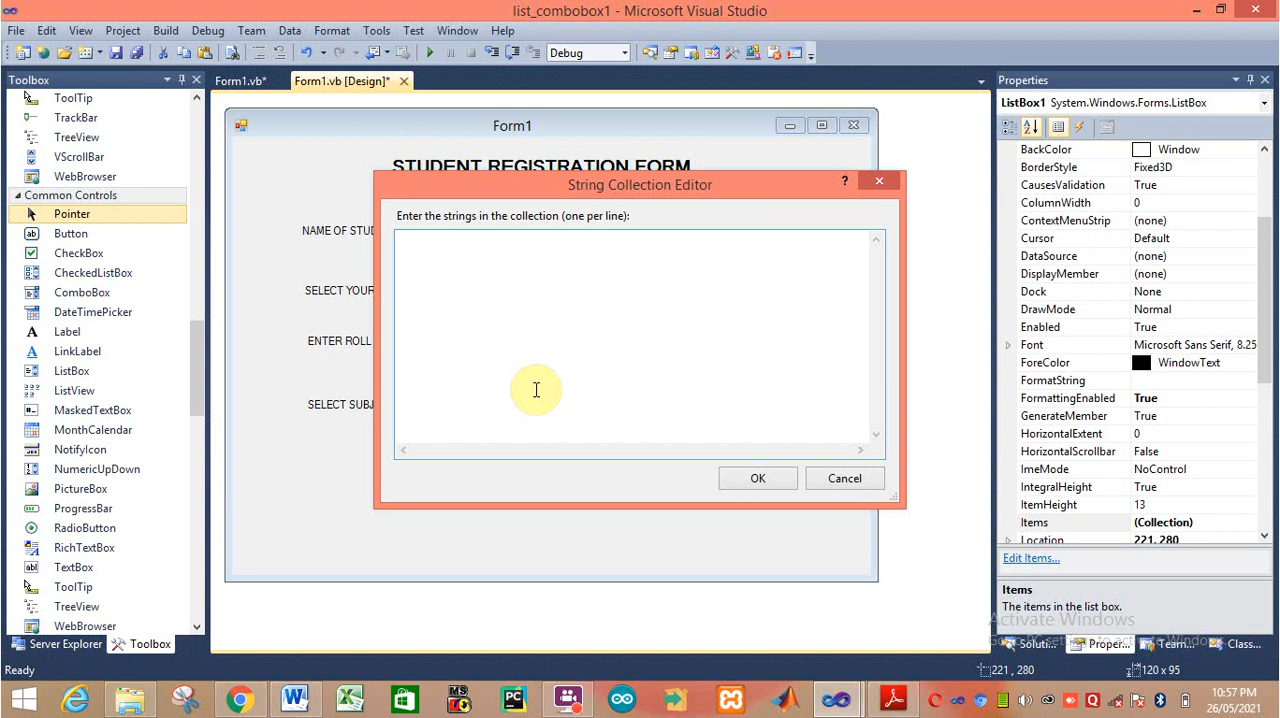 list_combobox1 - Microsoft Visual Studio
File Edit View Project Build Debug Team Data Format Tools Test Window Help
Debug
Toolbox
ToolTip
TrackBar
TreeView
VScrollBar
WebBrowser
Common Controls
Pointer
Button
CheckBox
CheckedListBox
ComboBox
DateTimePicker
Label
LinkLabel
ListBox
ListView
MaskedTextBox
MonthCalendar
NotifyIcon
NumericUpDown
PictureBox
ProgressBar
RadioButton
RichTextBox
TextBox
ToolTip
TreeView
WebBrowser
Server Explorer Toolbox
Form1.vb* Form1.vb [Design]*
Form1
STUDENT REGISTRATION FORM
NAME OF STUD
SELECT YOUR
ENTER ROLL
SELECT SUBJ
String Collection Editor
Enter the strings in the collection (one per line):
OK Cancel
Properties
ListBox1 System.Windows.Forms.ListBox
BackColor Window
BorderStyle Fixed3D
CausesValidation True
ColumnWidth 0
ContextMenuStrip (none)
Cursor Default
DataSource (none)
DisplayMember (none)
Dock None
DrawMode Normal
Enabled True
Font Microsoft Sans Serif, 8.25
ForeColor WindowText
FormatString
FormattingEnabled True
GenerateMember True
HorizontalExtent 0
HorizontalScrollbar False
ImeMode NoControl
IntegralHeight True
ItemHeight 13
Items (Collection)
Location 221, 280
Edit Items...
Items
The items in the list box.
Activate Windows
Soluti... Proper... Team... Class...
Ready 221, 280 120 x 95
10:57 PM
26/05/2021